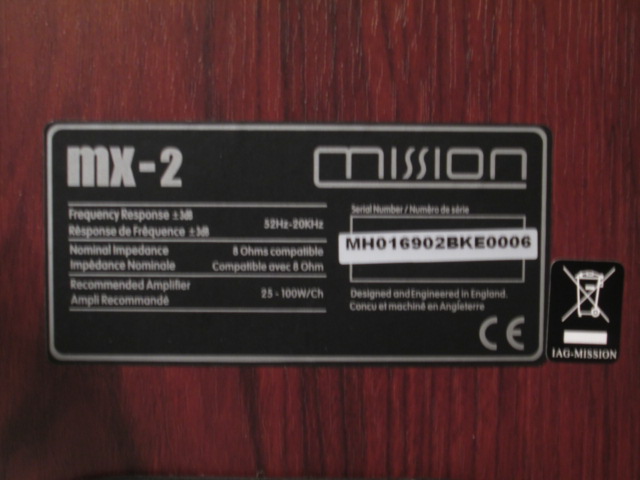 mx-2
mission
Frequency Response ±3dB
Résponse de Fréquence ±3dB
52Hz-20KHz
Nominal Impedance
8 Ohms compatible
Impédance Nominale
Compatible avec 8 Ohm
Recommended Amplifier
Ampli Recommandé
25 - 100W/Ch
Serial Number / Numéro de série
MH016902BKE0006
Designed and Engineered in England.
Concu et machiné en Angleterre
CE
IAG-MISSION